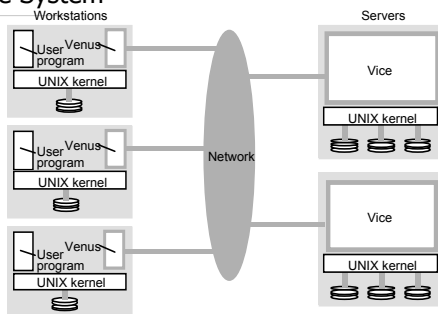 e System
Workstations
Servers
User
program
Venus
UNIX kernel
User
program
Venus
UNIX kernel
User
program
Venus
UNIX kernel
Network
Vice
UNIX kernel
Vice
UNIX kernel